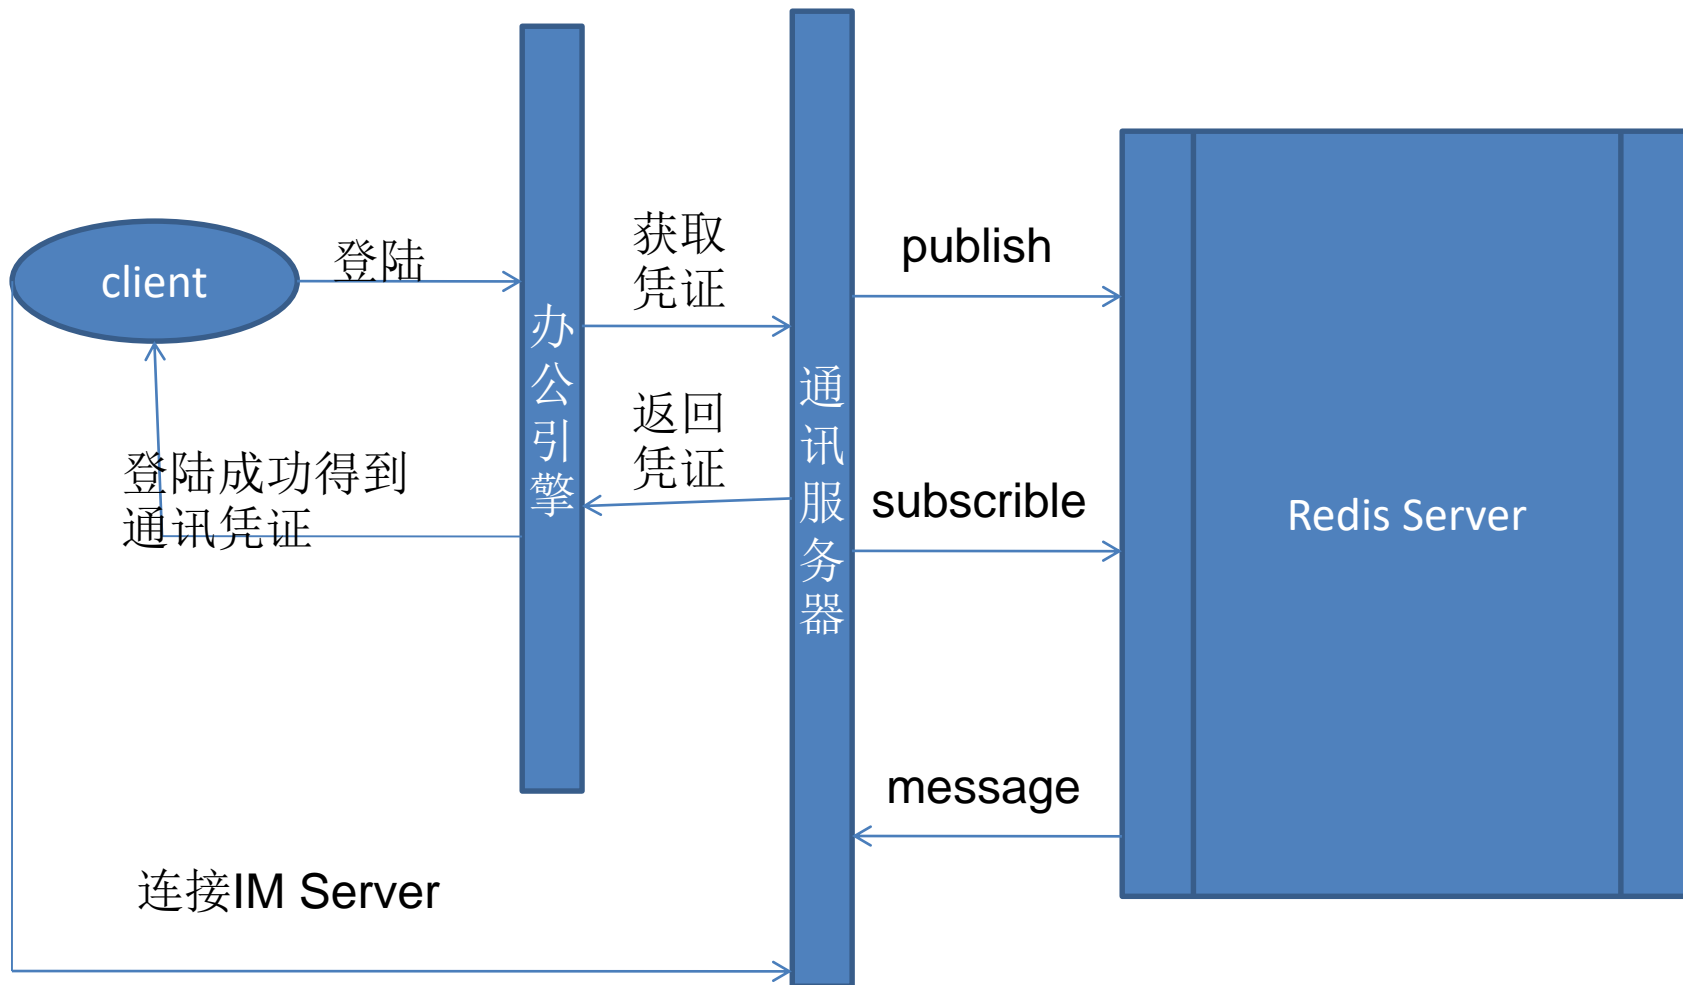 client
登陆
登陆成功得到
通讯凭证
办公引擎
获取
凭证
返回
凭证
通讯服务器
publish
subscrible
message
Redis Server
连接IM Server